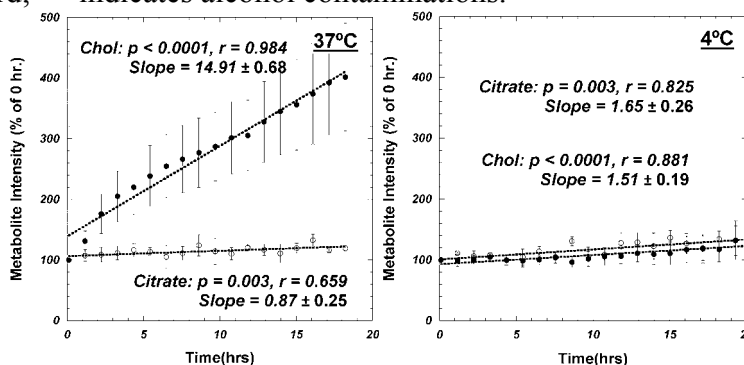 indicates alcohol contaminations.
Chol: p < 0.0001, r = 0.984
Slope = 14.91 ± 0.68
37ºC
Citrate: p = 0.003, r = 0.659
Slope = 0.87 ± 0.25
Metabolite Intensity (% of 0 hr.)
500
400
300
200
100
0
0 5 10 15 20
Time(hrs)
4ºC
Citrate: p = 0.003, r = 0.825
Slope = 1.65 ± 0.26
Chol: p < 0.0001, r = 0.881
Slope = 1.51 ± 0.19
Metabolite Intensity (% of 0 hr.)
500
400
300
200
100
0
0 5 10 15
Time(hrs)